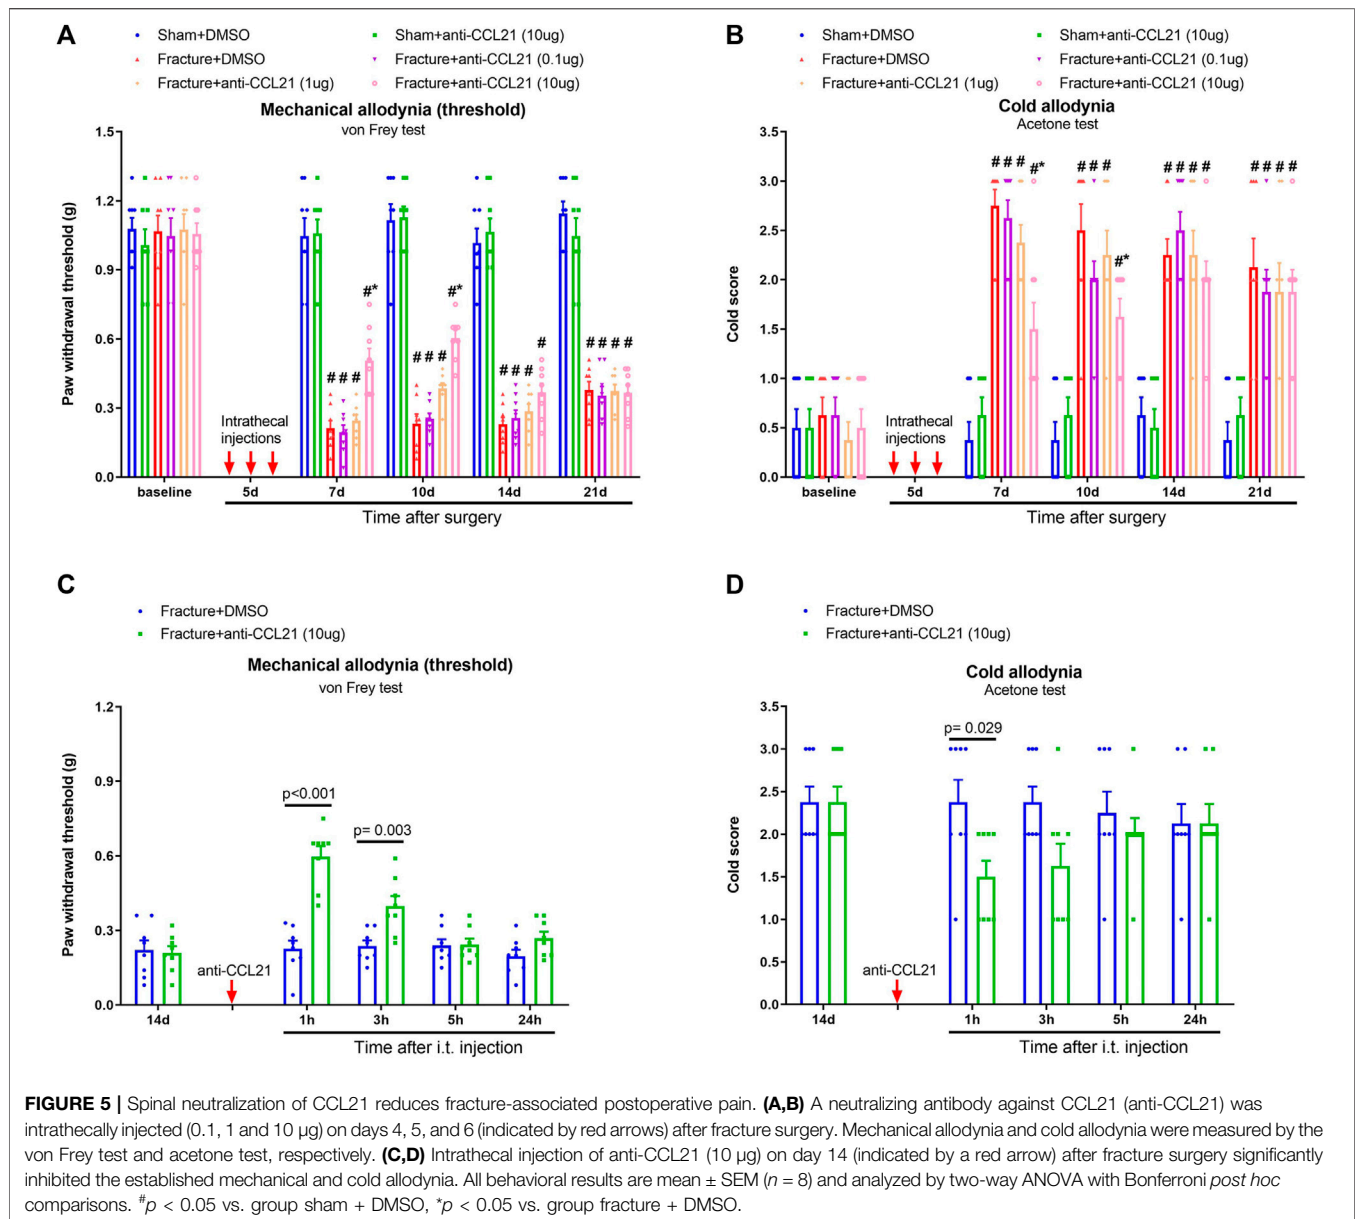 A
Sham+DMSO
Sham+anti-CCL21 (10ug)
Fracture+DMSO
Fracture+anti-CCL21 (0.1ug)
Fracture+anti-CCL21 (1ug)
Fracture+anti-CCL21 (10ug)
Mechanical allodynia (threshold)
von Frey test
Paw withdrawal threshold (g)
1.5
1.2
0.9
0.6
0.3
0.0
Intrathecal
injections
# # #
#*
# # #
#*
# # #
#
# # # #
baseline
5d
7d
10d
14d
21d
Time after surgery
B
Sham+DMSO
Sham+anti-CCL21 (10ug)
Fracture+DMSO
Fracture+anti-CCL21 (0.1ug)
Fracture+anti-CCL21 (1ug)
Fracture+anti-CCL21 (10ug)
Cold allodynia
Acetone test
Cold score
3.5
3.0
2.5
2.0
1.5
1.0
0.5
0.0
Intrathecal
injections
# # #
#*
# # #
#*
# # # #
# # # #
baseline
5d
7d
10d
14d
21d
Time after surgery
C
Fracture+DMSO
Fracture+anti-CCL21 (10ug)
Mechanical allodynia (threshold)
von Frey test
Paw withdrawal threshold (g)
1.2
0.9
0.6
0.3
0.0
p<0.001
p= 0.003
anti-CCL21
14d
1h
3h
5h
24h
Time after i.t. injection
D
Fracture+DMSO
Fracture+anti-CCL21 (10ug)
Cold allodynia
Acetone test
Cold score
3.5
3.0
2.5
2.0
1.5
1.0
0.5
0.0
p= 0.029
anti-CCL21
14d
1h
3h
5h
24h
Time after i.t. injection
FIGURE 5 | Spinal neutralization of CCL21 reduces fracture-associated postoperative pain. (A,B) A neutralizing antibody against CCL21 (anti-CCL21) was
intrathecally injected (0.1, 1 and 10 μg) on days 4, 5, and 6 (indicated by red arrows) after fracture surgery. Mechanical allodynia and cold allodynia were measured by the
von Frey test and acetone test, respectively. (C,D) Intrathecal injection of anti-CCL21 (10 μg) on day 14 (indicated by a red arrow) after fracture surgery significantly
inhibited the established mechanical and cold allodynia. All behavioral results are mean ± SEM (n = 8) and analyzed by two-way ANOVA with Bonferroni post hoc
comparisons. #p < 0.05 vs. group sham + DMSO, *p < 0.05 vs. group fracture + DMSO.